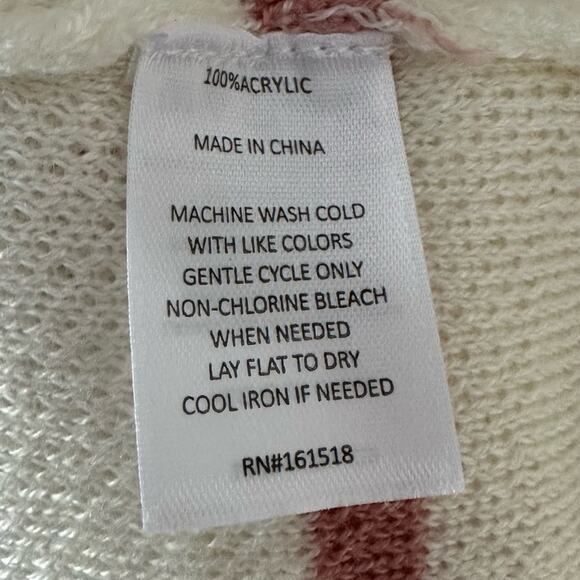 100%ACRYLIC
MADE IN CHINA
MACHINE WASH COLD
WITH LIKE COLORS
GENTLE CYCLE ONLY
NON-CHLORINE BLEACH
WHEN NEEDED
LAY FLAT TO DRY
COOL IRON IF NEEDED
RN#161518